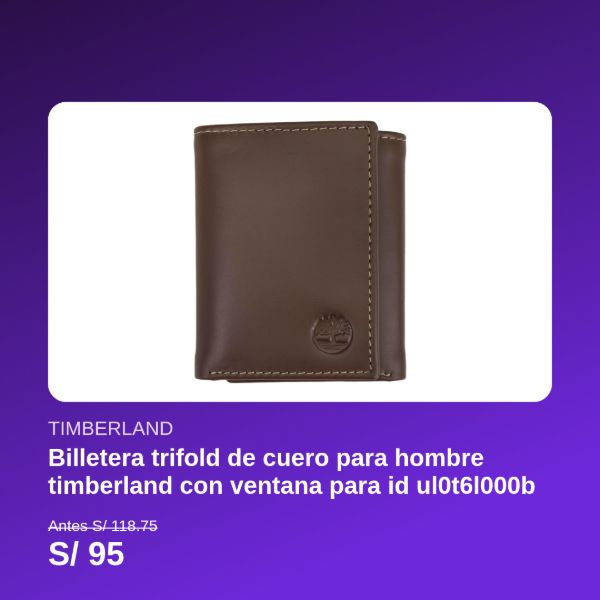 TIMBERLAND
Billetera trifold de cuero para hombre
timberland con ventana para id ul0t6l000b
Antes S/ 118.75
S/ 95